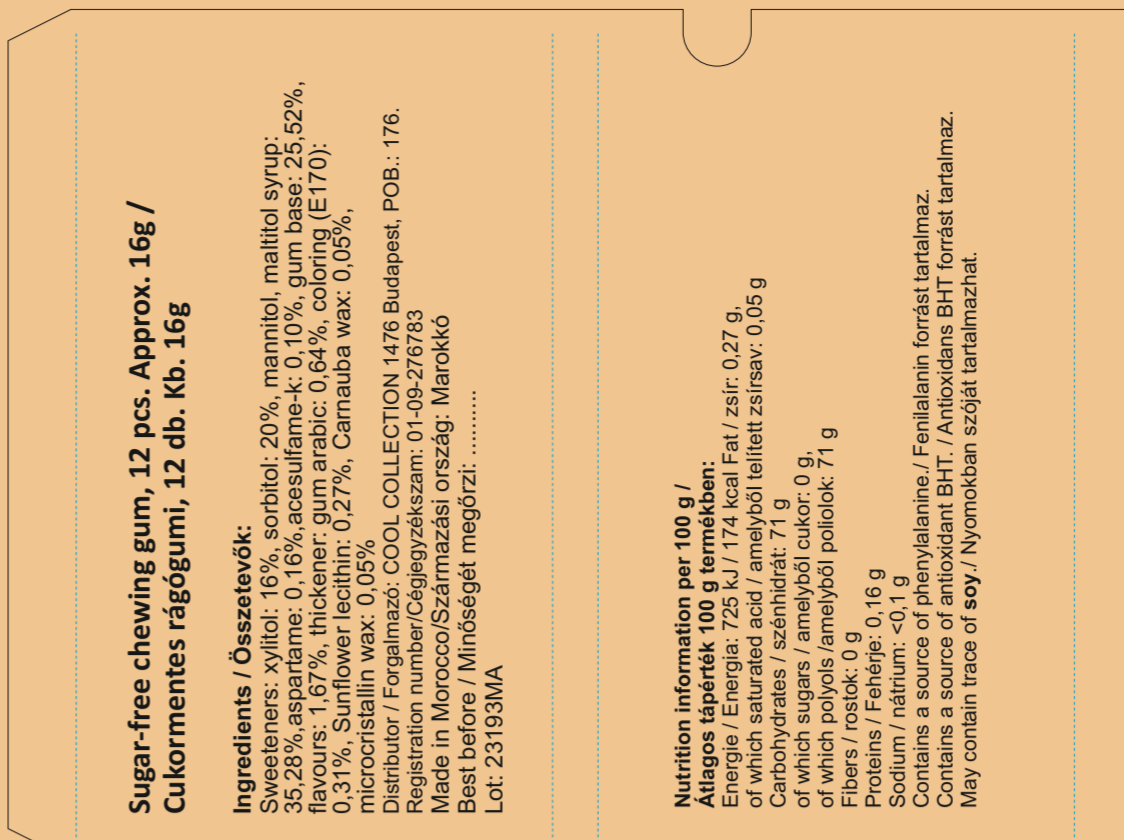 Sugar-free chewing gum, 12 pcs. Approx. 16g /
Cukormentes rágógumi, 12 db. Kb. 16g
Ingredients / Összetevők:
Sweeteners: xylitol: 16%, sorbitol: 20%, mannitol, maltitol syrup:
35,28%,aspartame: 0,16%,acesulfame-k: 0,10%, gum base: 25,52%,
flavours: 1,67%, thickener: gum arabic: 0,64%, coloring (E170):
0,31%, Sunflower lecithin: 0,27%, Carnauba wax: 0,05%,
microcristallin wax: 0,05%
Distributor / Forgalmazó: COOL COLLECTION 1476 Budapest, POB.: 176.
Registration number/Cégjegyzékszam: 01-09-276783
Made in Morocco/Származási ország: Marokkó
Best before / Minőségét megőrzi: ..........
Lot: 23193MA
Nutrition information per 100 g /
Átlagos tápérték 100 g termékben:
Energie / Energia: 725 kJ / 174 kcal Fat / zsír: 0,27 g,
of which saturated acid / amelyből telített zsírsav: 0,05 g
Carbohydrates / szénhidrát: 71 g
of which sugars / amelyből cukor: 0 g,
of which polyols /amelyből poliolok: 71 g
Fibers / rostok: 0 g
Proteins / Fehérje: 0,16 g
Sodium / nátrium: <0,1 g
Contains a source of phenylalanine./ Fenilalanin forrást tartalmaz.
Contains a source of antioxidant BHT. / Antioxidans BHT forrást tartalmaz.
May contain trace of soy./ Nyomokban szóját tartalmazhat.